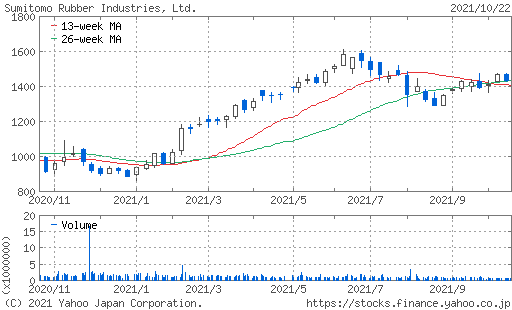 Sumitomo Rubber Industries, Ltd. 2021/10/22
1800
13-week MA
26-week MA
1600
1400
1200
1000
800
2020/11 2021/1 2021/3 2021/5 2021/7 2021/9
20
Volume
15
10
5
0
(x1000000)
2020/11 2021/1 2021/3 2021/5 2021/7 2021/9
(C) 2021 Yahoo Japan Corporation. https://stocks.finance.yahoo.co.jp/